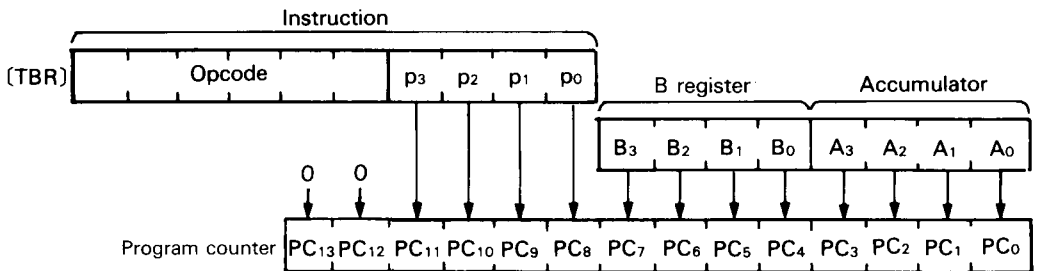 Instruction
(TBR) Opcode p3 p2 p1 p0
B register Accumulator
B3 B2 B1 B0 A3 A2 A1 A0
0 0
Program counter PC13 PC12 PC11 PC10 PC9 PC8 PC7 PC6 PC5 PC4 PC3 PC2 PC1 PC0